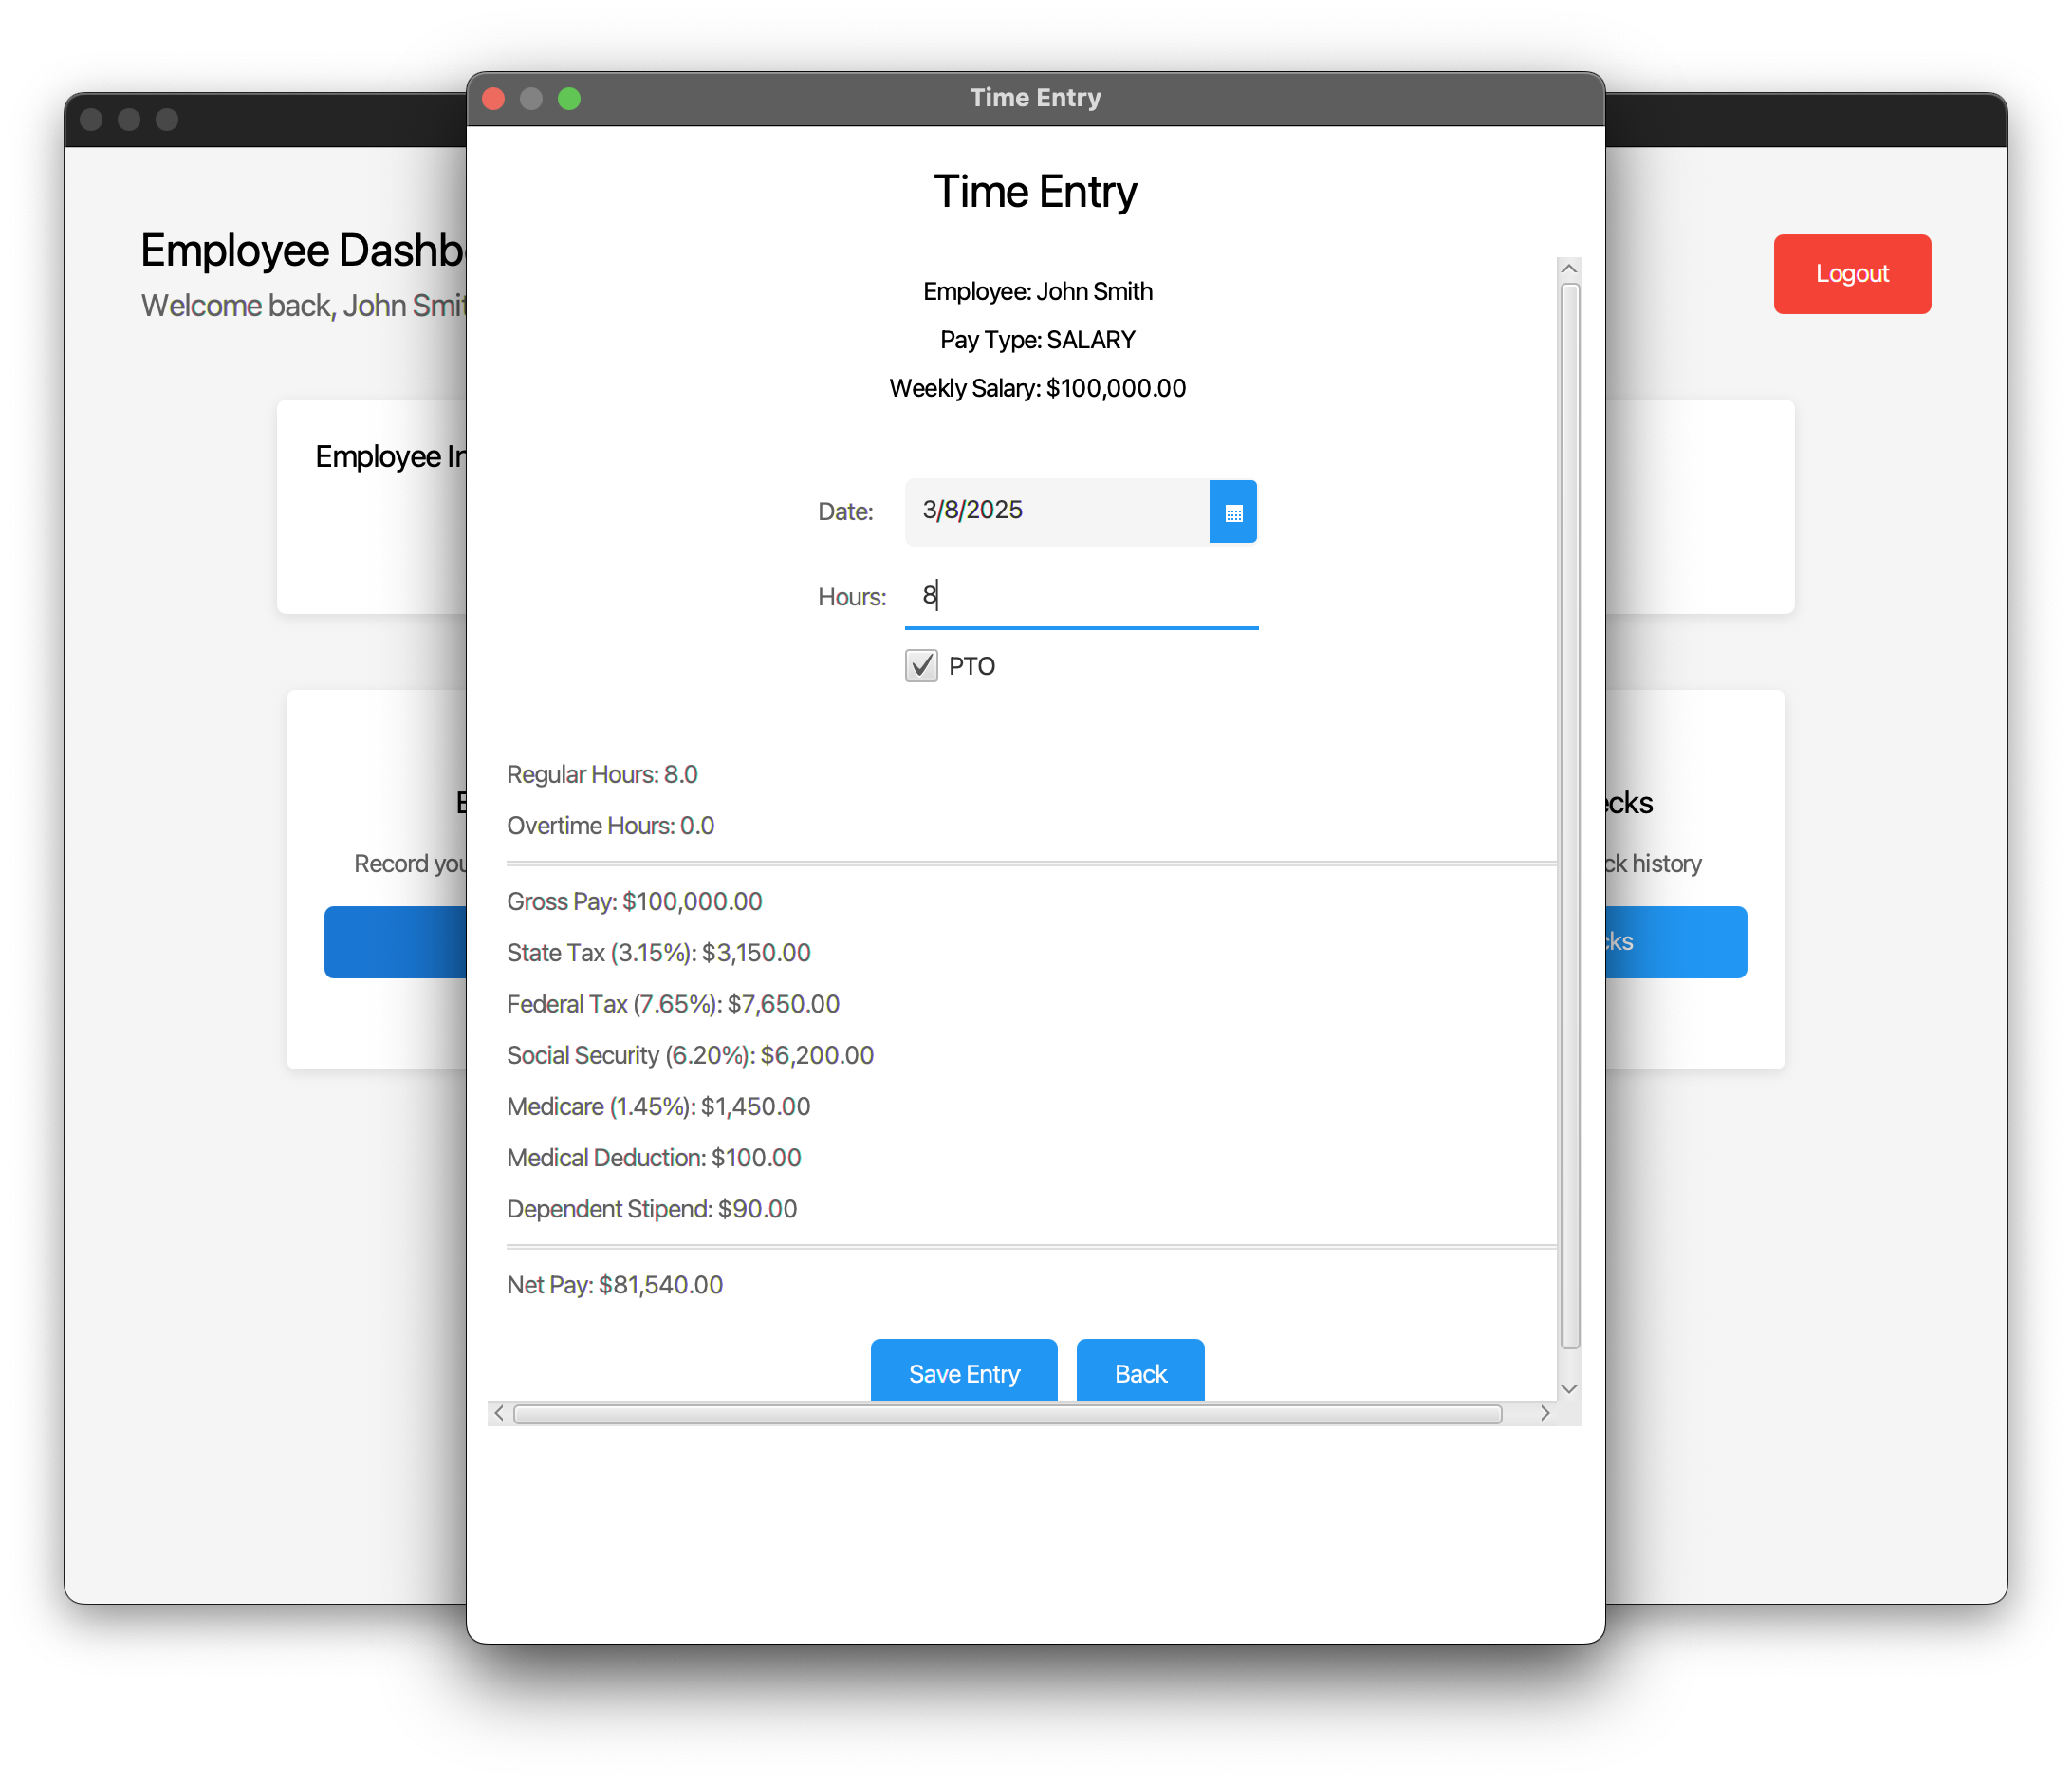 Time Entry
Time Entry
Employee Dashb
Welcome back, John Smit
Logout
Employee: John Smith
Pay Type: SALARY
Weekly Salary: $100,000.00
Employee In
Date: 3/8/2025
Hours: 8
PTO
Regular Hours: 8.0
Overtime Hours: 0.0
E
ecks
Record you
ck history
cks
Gross Pay: $100,000.00
State Tax (3.15%): $3,150.00
Federal Tax (7.65%): $7,650.00
Social Security (6.20%): $6,200.00
Medicare (1.45%): $1,450.00
Medical Deduction: $100.00
Dependent Stipend: $90.00
Net Pay: $81,540.00
Save Entry
Back